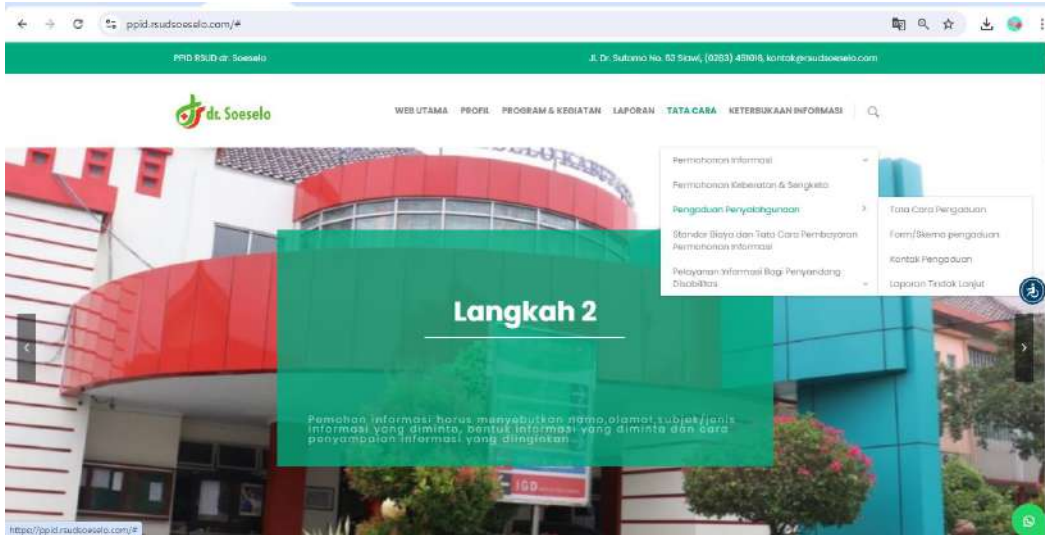 ppid.rsudsoeselo.com/#
PPID RSUD dr. Soeselo
Jl. Dr. Sutomo No. 63 Slawi, (0283) 491016, kontak@rsudsoeselo.com
dr. Soeselo
WEB UTAMA PROFIL PROGRAM & KEGIATAN LAPORAN TATA CARA KETERBUKAAN INFORMASI
Permohonan Informasi
Permohonan Keberatan & Sengketa
Pengaduan Penyalahgunaan
Standar Biaya dan Tata Cara Pembayaran
Permohonan Informasi
Pelayanan Informasi Bagi Penyandang
Disabilitas
Tata Cara Pengaduan
Form/Skema pengaduan
Kontak Pengaduan
Laporan Tindak Lanjut
Langkah 2
Pemohon informasi harus menyebutkan nama,alamat,subjek/jenis
informasi yang diminta, bentuk informasi yang diminta dan cara
penyampaian informasi yang diinginkan
IGD
https://ppid.rsudsoeselo.com/#